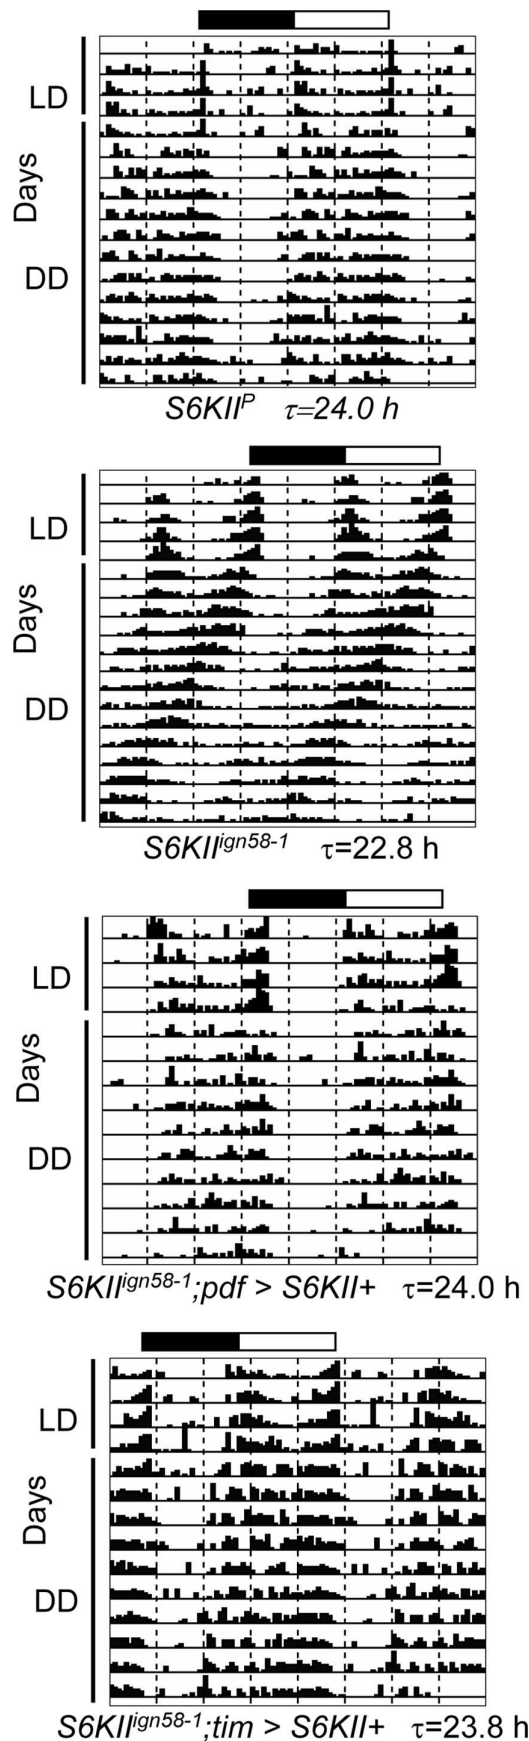 LD
Days
DD
S6KII^P τ=24.0 h
LD
Days
DD
S6KII^ign58-1 τ=22.8 h
LD
Days
DD
S6KII^ign58-1;pdf > S6KII+ τ=24.0 h
LD
Days
DD
S6KII^ign58-1;tim > S6KII+ τ=23.8 h